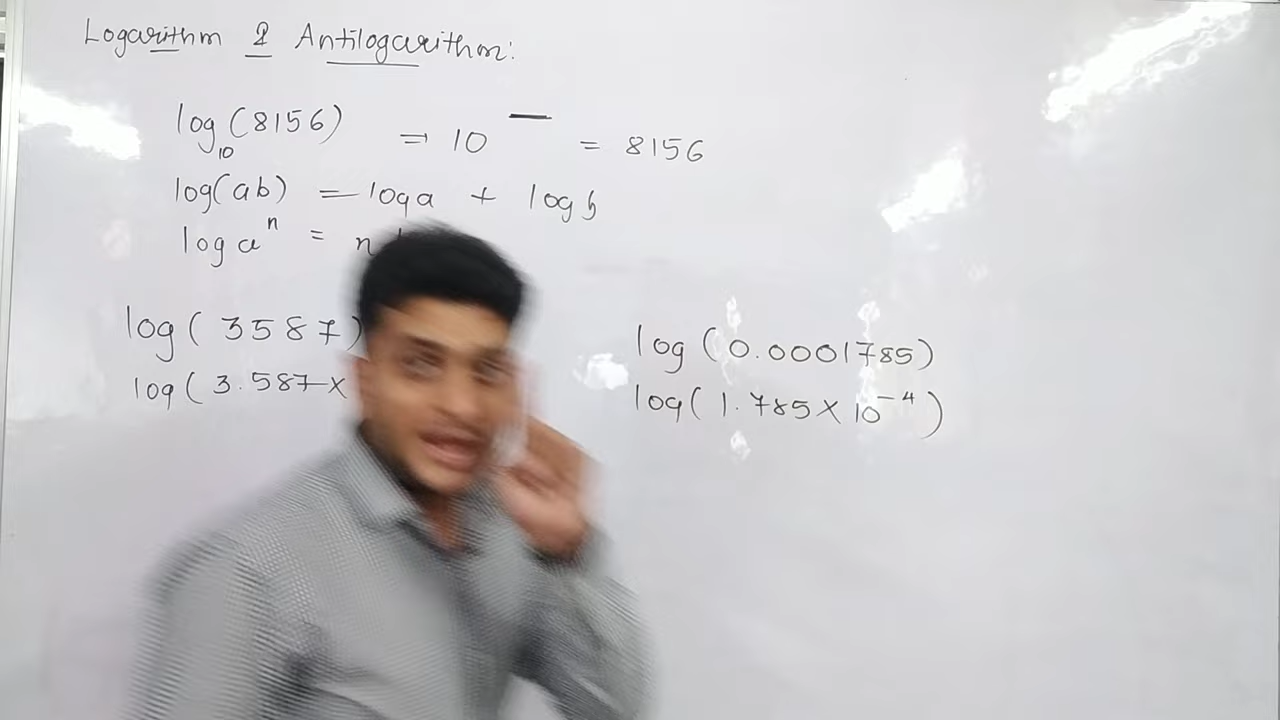 Logarithm & Antilogarithm:
log₁₀(8156) ⇒ 10 — = 8156
log(ab) = log a + log b
log aⁿ = n
log( 3587)
log( 3.587 ×
log ( 0.0001785)
log( 1.785 × 10⁻⁴ )